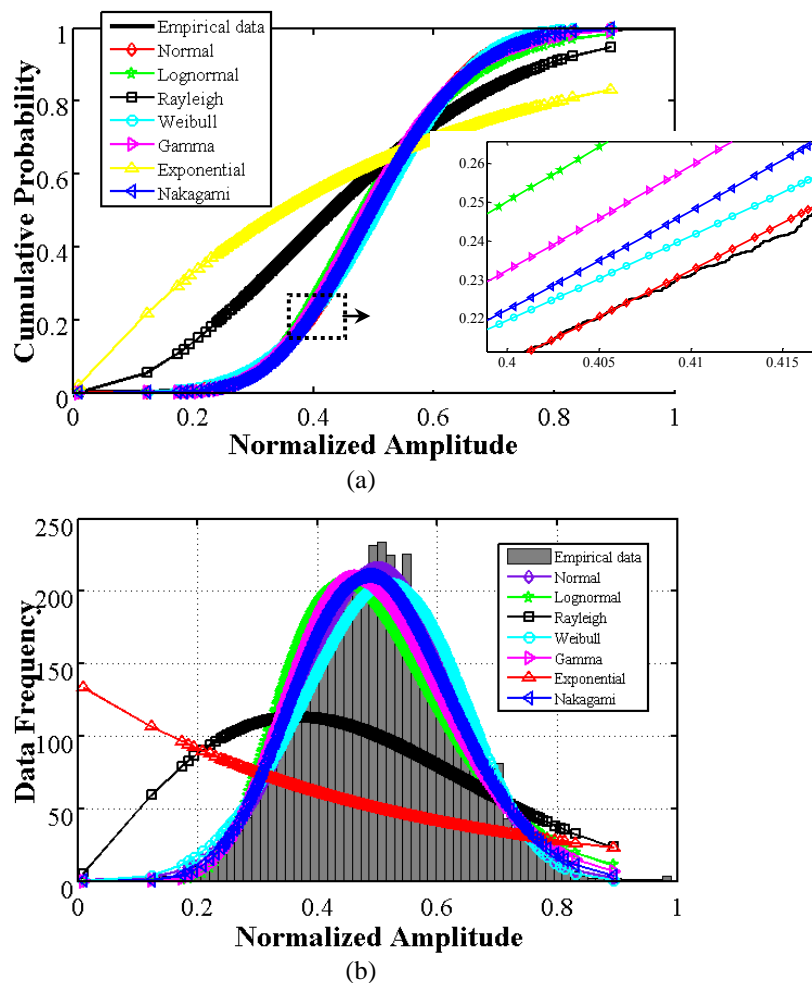 Empirical data
Normal
Lognormal
Rayleigh
Weibull
Gamma
Exponential
Nakagami
Cumulative Probability
1
0.8
0.6
0.4
0.2
0
0
0.2
0.4
0.6
0.8
1
Normalized Amplitude
0.26
0.25
0.24
0.23
0.22
0.4
0.405
0.41
0.415
(a)
Data Frequency
250
200
150
100
50
0
Empirical data
Normal
Lognormal
Rayleigh
Weibull
Gamma
Exponential
Nakagami
0
0.2
0.4
0.6
0.8
1
Normalized Amplitude
(b)